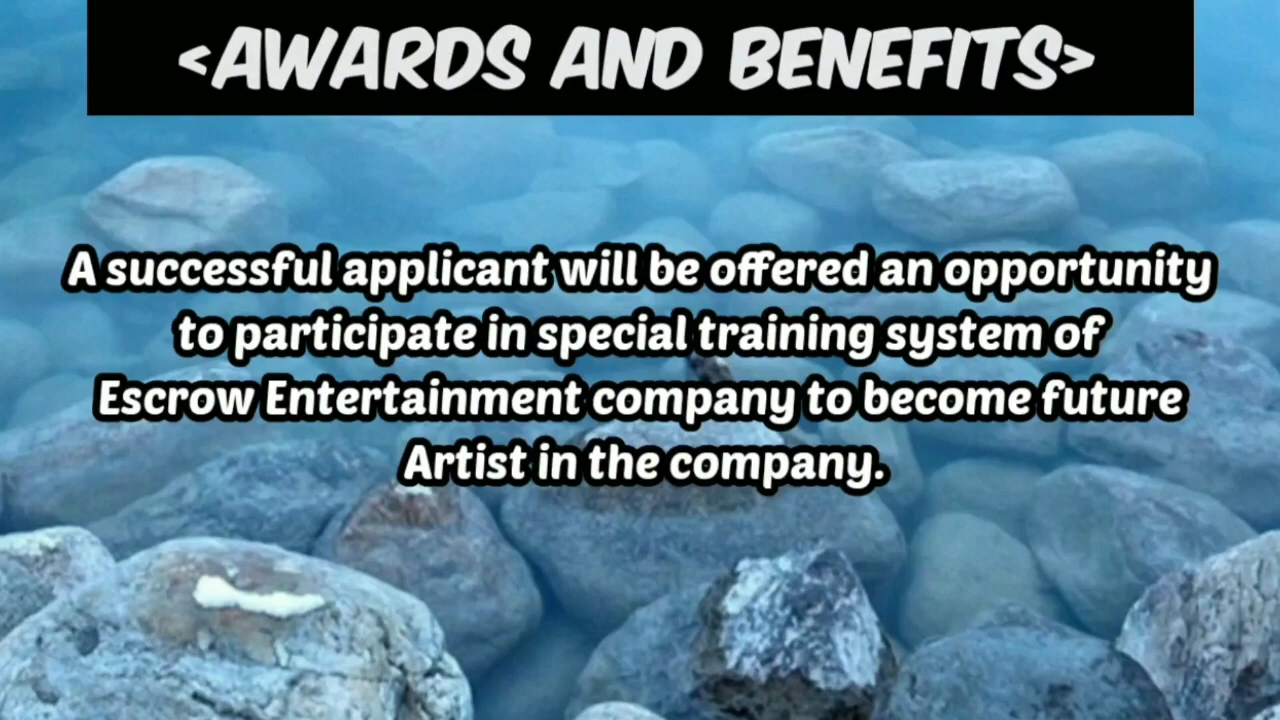 <AWARDS AND BENEFITS>
A successful applicant will be offered an opportunity
to participate in special training system of
Escrow Entertainment company to become future
Artist in the company.